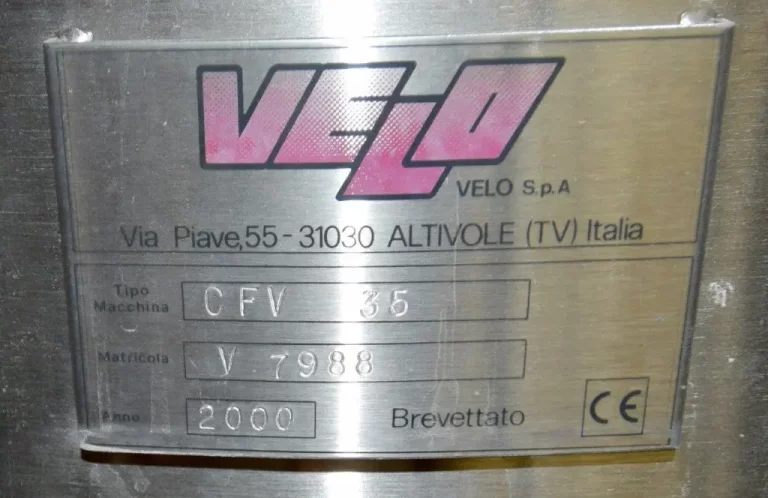 VELO
VELO S.p.A
Via Piave,55-31030 ALTIVOLE (TV) Italia
Tipo
Macchina CFV 35
Matricola V 7988
Anno 2000 Brevettato CE